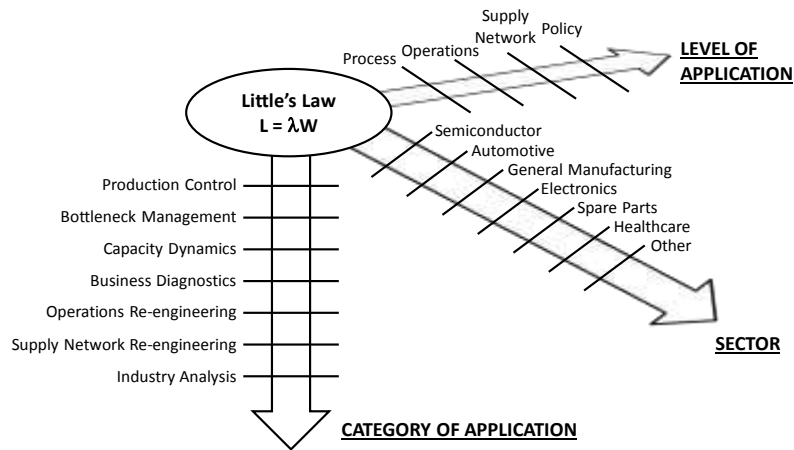 Little's Law
L = λW
Process
Operations
Supply
Network
Policy
LEVEL OF
APPLICATION
Semiconductor
Automotive
General Manufacturing
Electronics
Spare Parts
Healthcare
Other
SECTOR
Production Control
Bottleneck Management
Capacity Dynamics
Business Diagnostics
Operations Re-engineering
Supply Network Re-engineering
Industry Analysis
CATEGORY OF APPLICATION